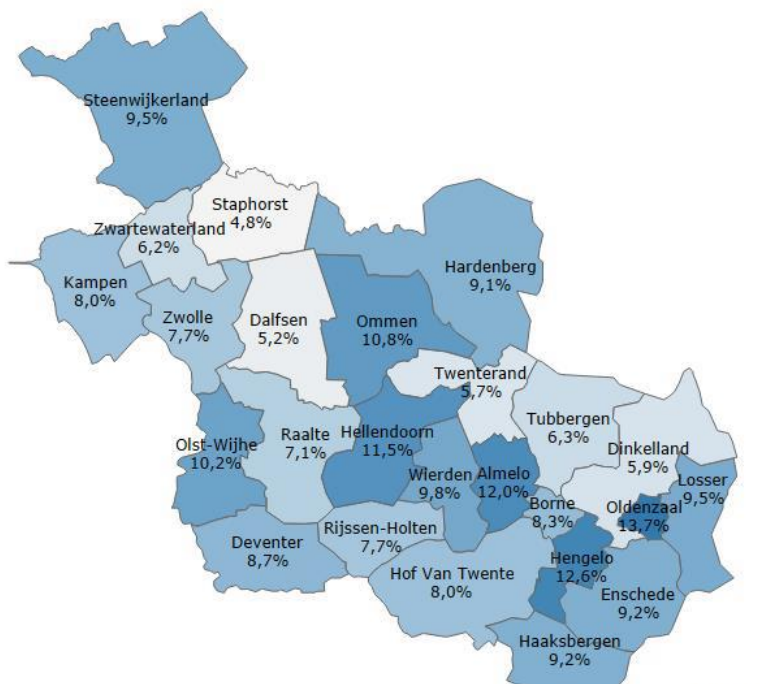 Steenwijkerland
9,5%
Staphorst
4,8%
Zwartewaterland
6,2%
Hardenberg
9,1%
Kampen
8,0%
Zwolle
7,7%
Dalfsen
5,2%
Ommen
10,8%
Twenterand
5,7%
Tubbergen
6,3%
Olst-Wijhe
10,2%
Raalte
7,1%
Hellendoorn
11,5%
Dinkelland
5,9%
Wierden
9,8%
Almelo
12,0%
Losser
9,5%
Borne
8,3%
Oldenzaal
13,7%
Deventer
8,7%
Rijssen-Holten
7,7%
Hengelo
12,6%
Hof Van Twente
8,0%
Enschede
9,2%
Haaksbergen
9,2%